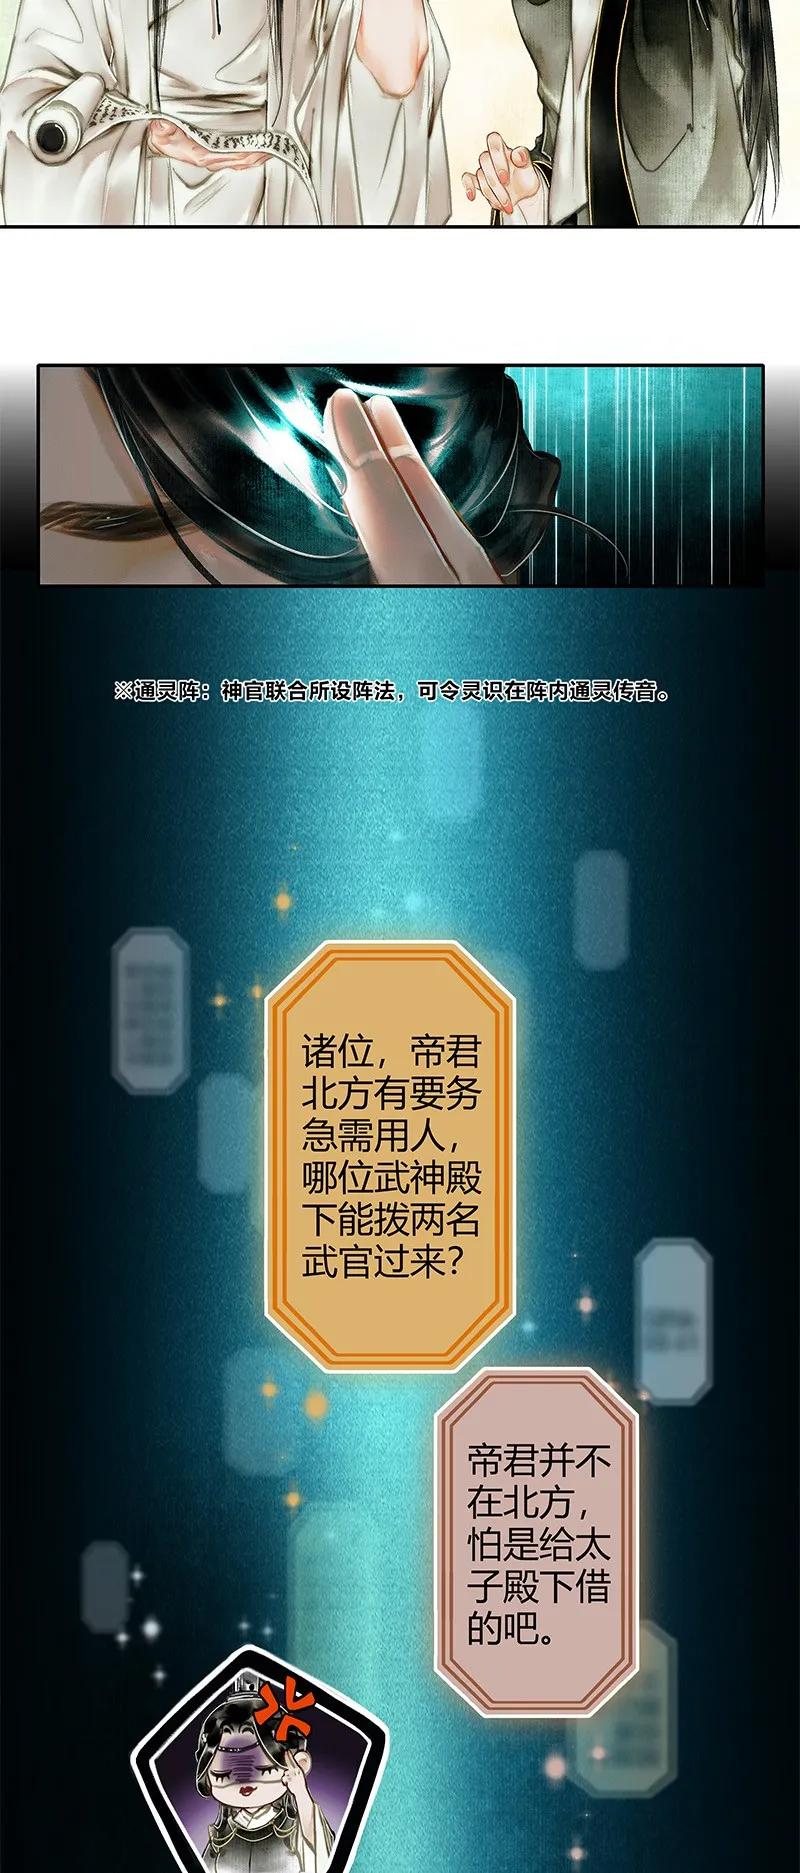 ※通灵阵：神官联合所设阵法，可令灵识在阵内通灵传音。
诸位，帝君
北方有要务
急需用人，
哪位武神殿
下能拨两名
武官过来？
帝君并不
在北方，
怕是给太
子殿下借
的吧。